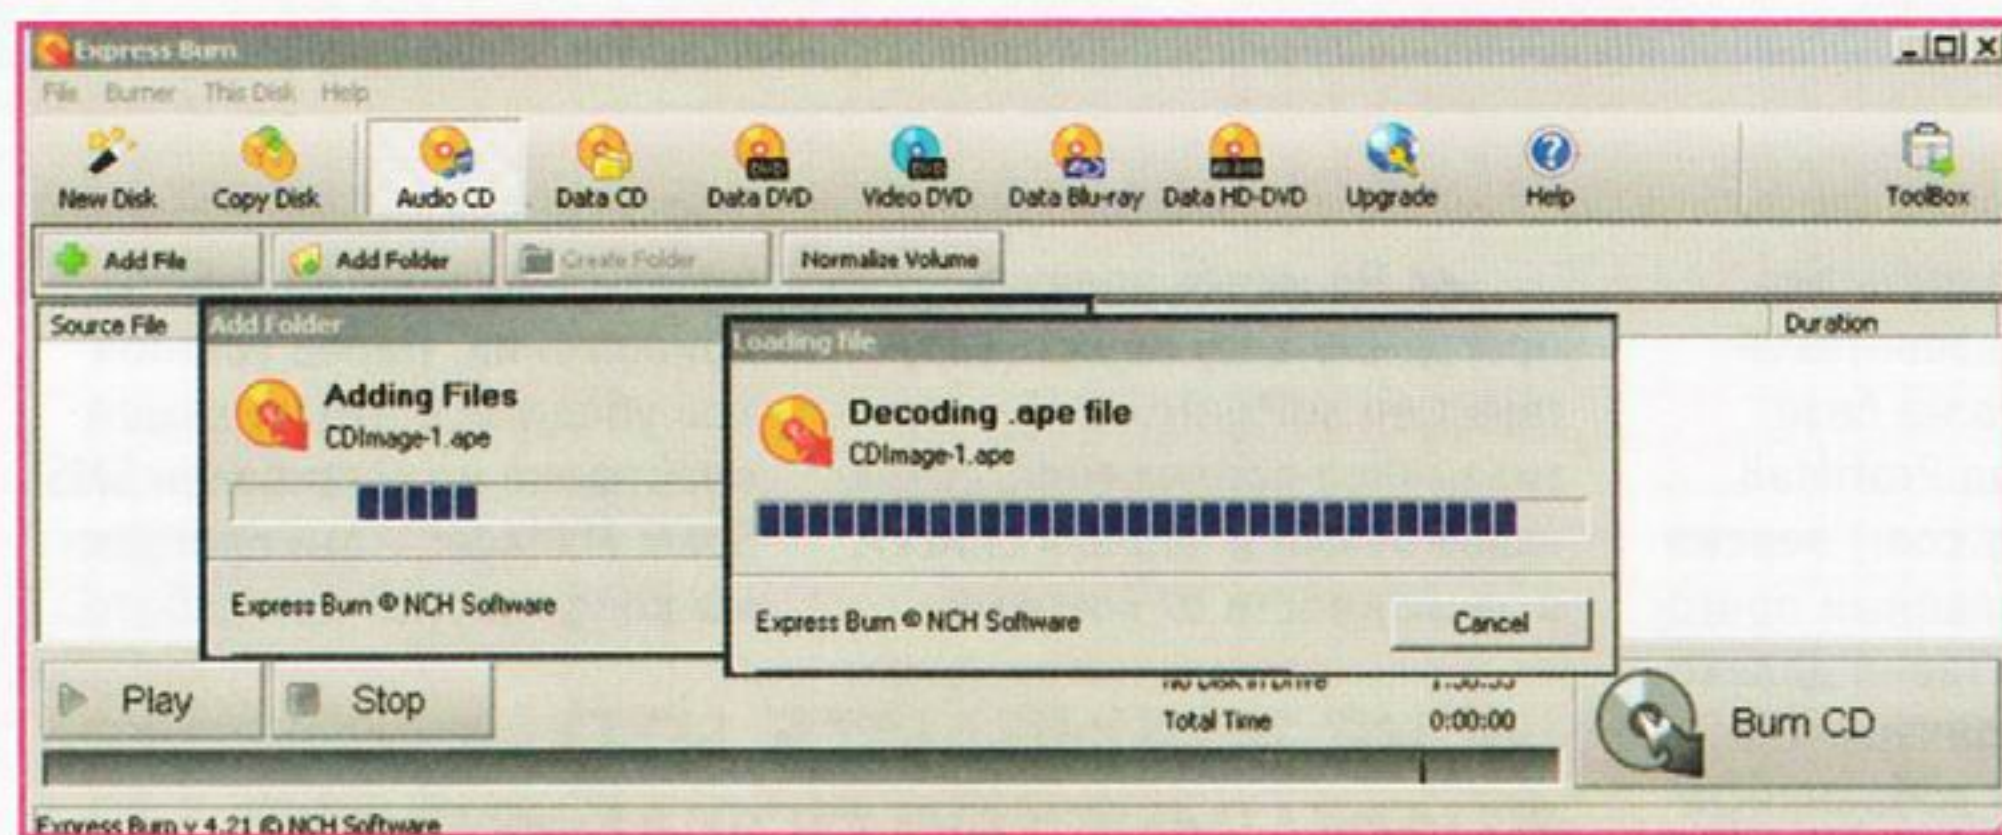 Express Burn
File Burner This Disk Help
New Disk Copy Disk Audio CD Data CD Data DVD Video DVD Data Blu-ray Data HD-DVD Upgrade Help ToolBox
Add File Add Folder Create Folder Normalize Volume
Source File Duration
Add Folder
Adding Files
CDImage-1.ape
Express Burn © NCH Software
Loading file
Decoding .ape file
CDImage-1.ape
Express Burn © NCH Software Cancel
Play Stop
No Disk in Drive
Total Time 0:00:00
Burn CD
Express Burn v 4.21 © NCH Software